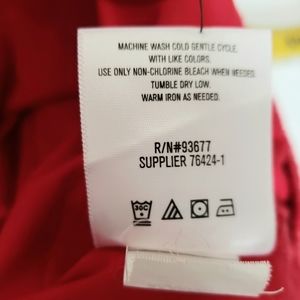 MACHINE WASH COLD GENTLE CYCLE,
WITH LIKE COLORS.
USE ONLY NON-CHLORINE BLEACH WHEN NEEDED.
TUMBLE DRY LOW.
WARM IRON AS NEEDED.
R/N#93677
SUPPLIER 76424-1
30C